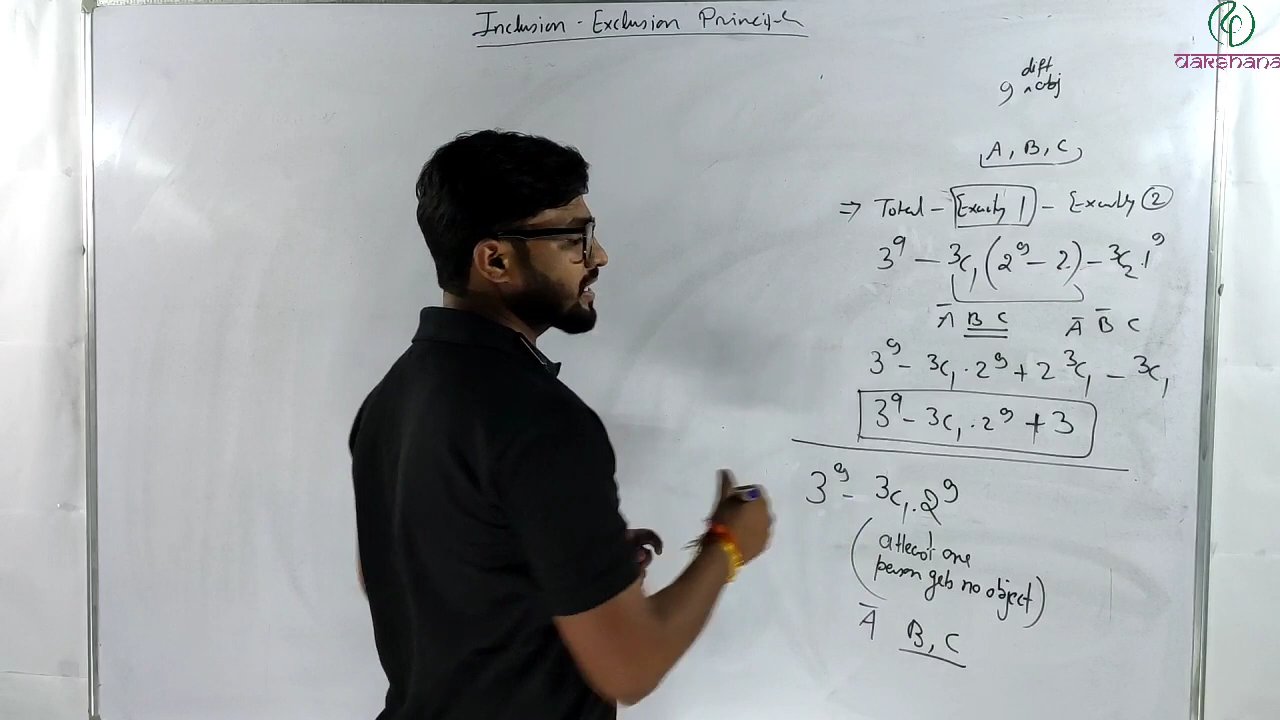 Inclusion - Exclusion Principle
dakshana
diff
9 ^ obj
A, B, C
⇒ Total - Exactly 1 - Exactly 2
3⁹ - ³C₁ (2⁹ - 2) - ³C₂ · 1⁹
A̅ B C A̅ B̅ C
3⁹ - ³C₁ · 2⁹ + 2 ³C₁ - ³C₁
3⁹ - ³C₁ · 2⁹ + 3
3⁹ - ³C₁ · 2⁹
(atleast one
person gets no object)
A̅ B, C